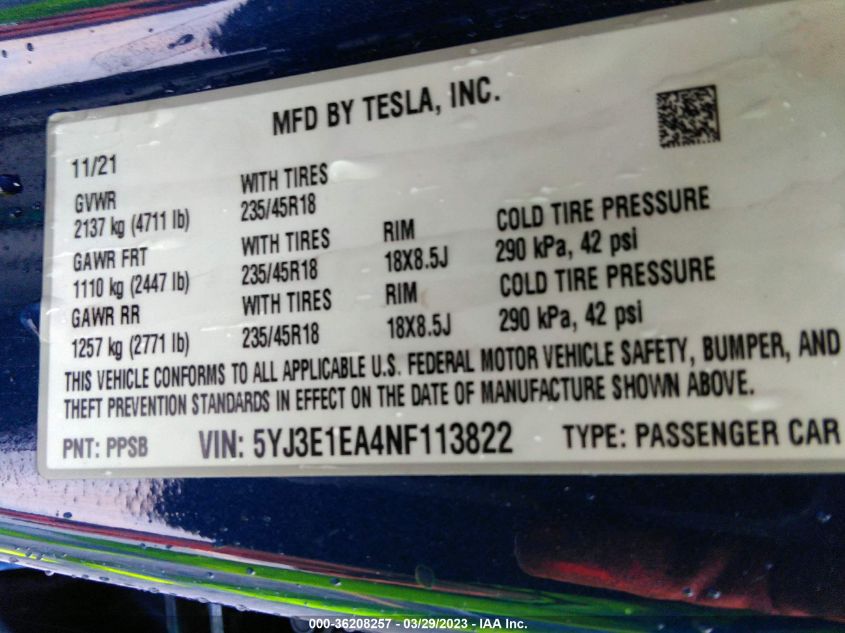 MFD BY TESLA, INC.
11/21
GVWR WITH TIRES
2137 kg (4711 lb) 235/45R18
GAWR FRT WITH TIRES RIM COLD TIRE PRESSURE
1110 kg (2447 lb) 235/45R18 18X8.5J 290 kPa, 42 psi
GAWR RR WITH TIRES RIM COLD TIRE PRESSURE
1257 kg (2771 lb) 235/45R18 18X8.5J 290 kPa, 42 psi
THIS VEHICLE CONFORMS TO ALL APPLICABLE U.S. FEDERAL MOTOR VEHICLE SAFETY, BUMPER, AND
THEFT PREVENTION STANDARDS IN EFFECT ON THE DATE OF MANUFACTURE SHOWN ABOVE.
PNT: PPSB VIN: 5YJ3E1EA4NF113822 TYPE: PASSENGER CAR
000-36208257 - 03/29/2023 - IAA Inc.